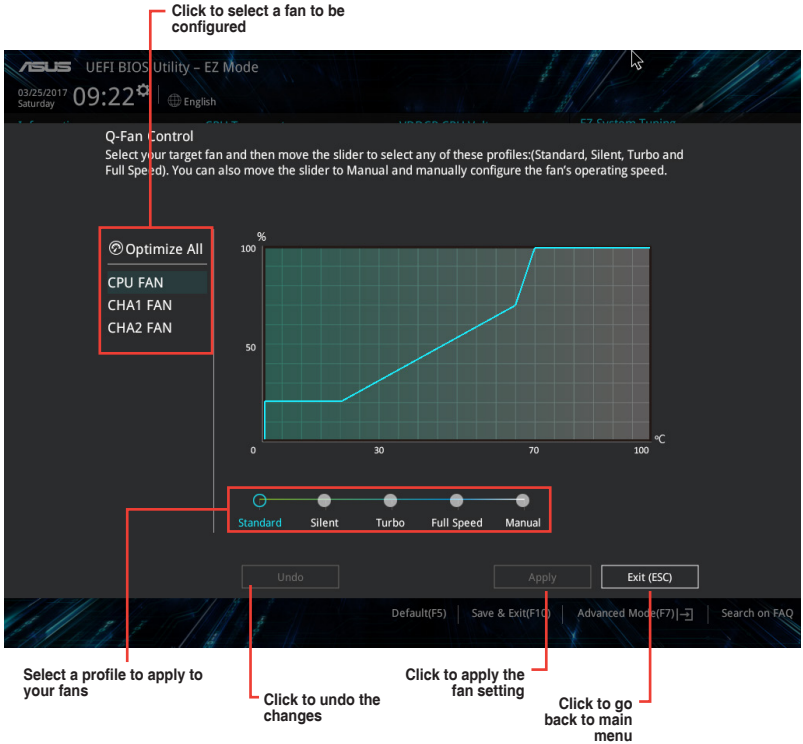 Click to select a fan to be
configured
ASUS UEFI BIOS Utility – EZ Mode
03/25/2017
Saturday
09:22
English
EZ System Tuning
Q-Fan Control
Select your target fan and then move the slider to select any of these profiles:(Standard, Silent, Turbo and
Full Speed). You can also move the slider to Manual and manually configure the fan's operating speed.
Optimize All
CPU FAN
CHA1 FAN
CHA2 FAN
%
100
50
0
30
70
100
ºC
Standard
Silent
Turbo
Full Speed
Manual
Undo
Apply
Exit (ESC)
Default(F5)
Save & Exit(F10)
Advanced Mode(F7)
Search on FAQ
Select a profile to apply to
your fans
Click to undo the
changes
Click to apply the
fan setting
Click to go
back to main
menu